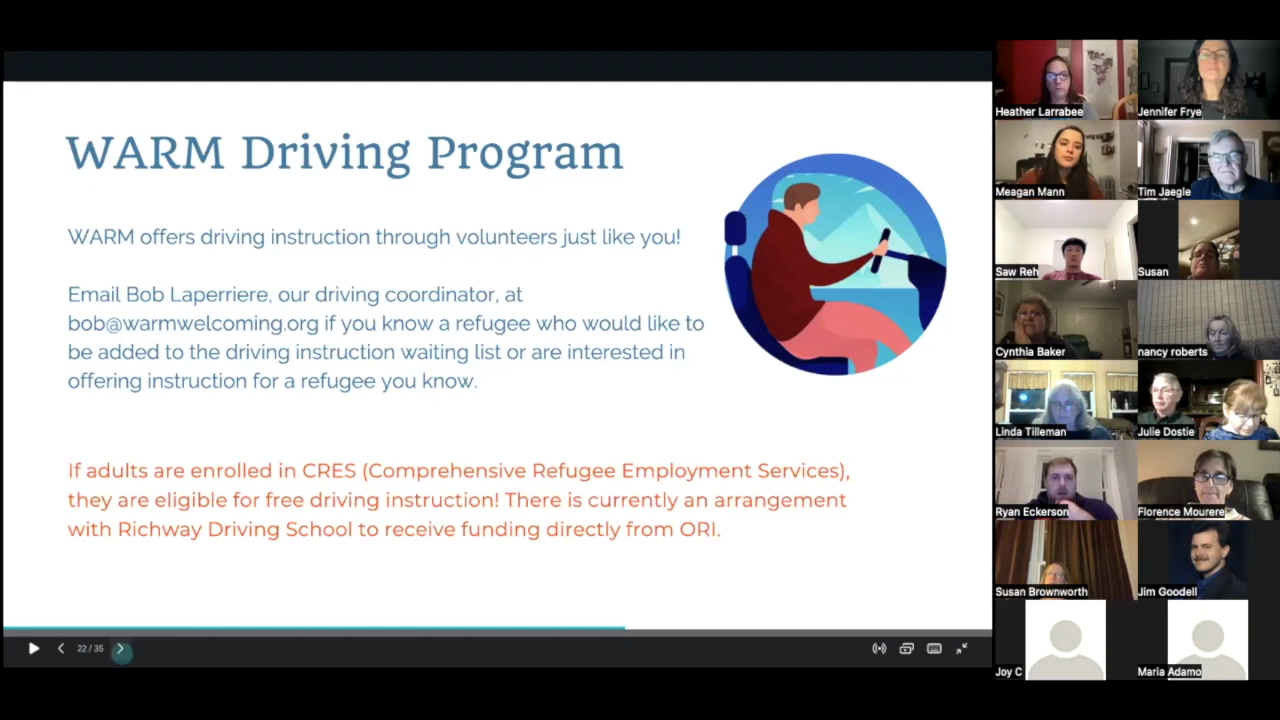 WARM Driving Program
WARM offers driving instruction through volunteers just like you!
Email Bob Laperriere, our driving coordinator, at
bob@warmwelcoming.org if you know a refugee who would like to
be added to the driving instruction waiting list or are interested in
offering instruction for a refugee you know.
If adults are enrolled in CRES (Comprehensive Refugee Employment Services),
they are eligible for free driving instruction! There is currently an arrangement
with Richway Driving School to receive funding directly from ORI.
22 / 35
Heather Larrabee
Jennifer Frye
Meagan Mann
Tim Jaegle
Saw Reh
Susan
Cynthia Baker
nancy roberts
Linda Tilleman
Julie Dostie
Ryan Eckerson
Florence Mourere
Susan Brownworth
Jim Goodell
Joy C
Maria Adamo